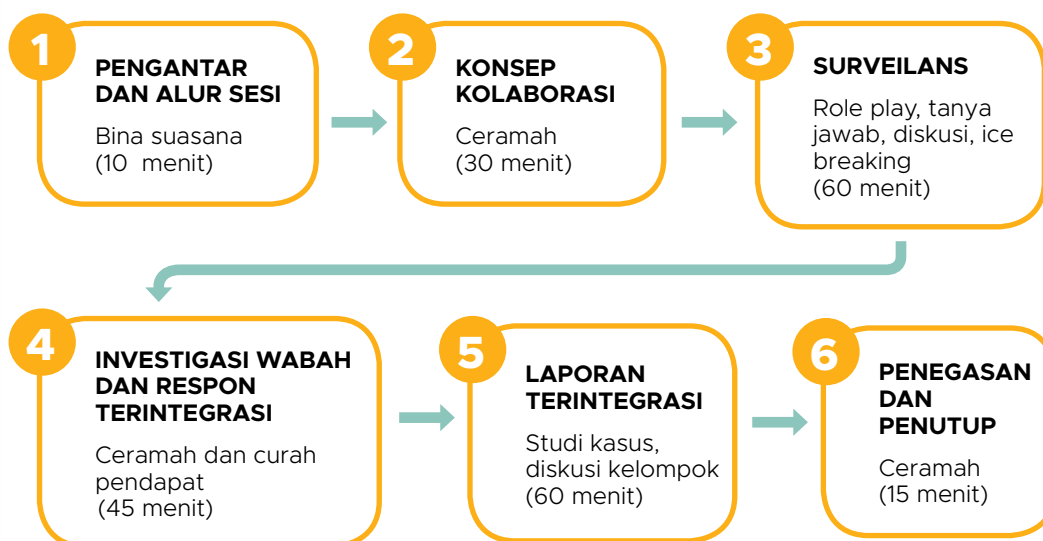 1
PENGANTAR
DAN ALUR SESI
Bina suasana
(10 menit)
2
KONSEP
KOLABORASI
Ceramah
(30 menit)
3
SURVEILANS
Role play, tanya
jawab, diskusi, ice
breaking
(60 menit)
4
INVESTIGASI WABAH
DAN RESPON
TERINTEGRASI
Ceramah dan curah
pendapat
(45 menit)
5
LAPORAN
TERINTEGRASI
Studi kasus,
diskusi kelompok
(60 menit)
6
PENEGASAN
DAN
PENUTUP
Ceramah
(15 menit)